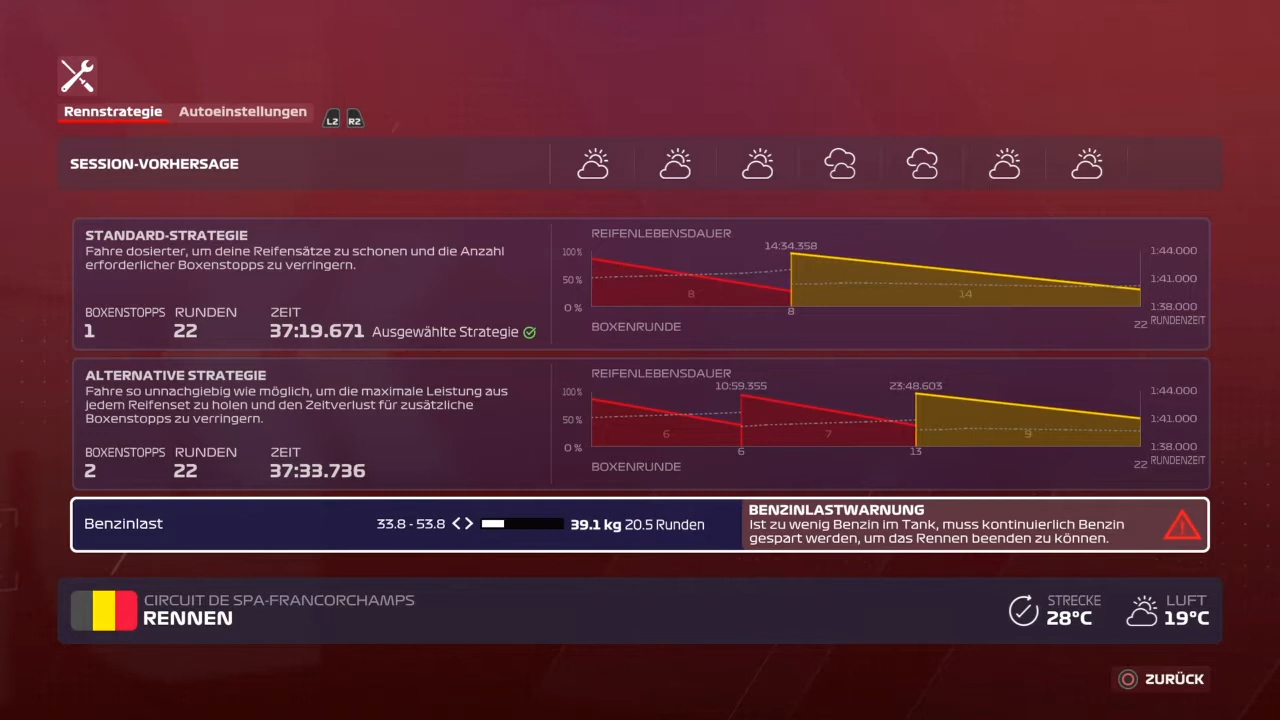 Rennstrategie Autoeinstellungen L2 R2
SESSION-VORHERSAGE
STANDARD-STRATEGIE
Fahre dosierter, um deine Reifensätze zu schonen und die Anzahl
erforderlicher Boxenstopps zu verringern.
BOXENSTOPPS RUNDEN ZEIT
1 22 37:19.671 Ausgewählte Strategie
REIFENLEBENSDAUER
14:34.358
100 % 1:44.000
50 % 1:41.000
8 14
0 % 1:38.000
8
22 RUNDENZEIT
BOXENRUNDE
ALTERNATIVE STRATEGIE
Fahre so unnachgiebig wie möglich, um die maximale Leistung aus
jedem Reifenset zu holen und den Zeitverlust für zusätzliche
Boxenstopps zu verringern.
BOXENSTOPPS RUNDEN ZEIT
2 22 37:33.736
REIFENLEBENSDAUER
10:59.355 23:48.603
100 % 1:44.000
50 % 1:41.000
6 7 9
0 % 1:38.000
6 13
22 RUNDENZEIT
BOXENRUNDE
Benzinlast 33.8 - 53.8 <> 39.1 kg 20.5 Runden
BENZINLASTWARNUNG
Ist zu wenig Benzin im Tank, muss kontinuierlich Benzin
gespart werden, um das Rennen beenden zu können.
CIRCUIT DE SPA-FRANCORCHAMPS
RENNEN
STRECKE
28°C
LUFT
19°C
ZURÜCK